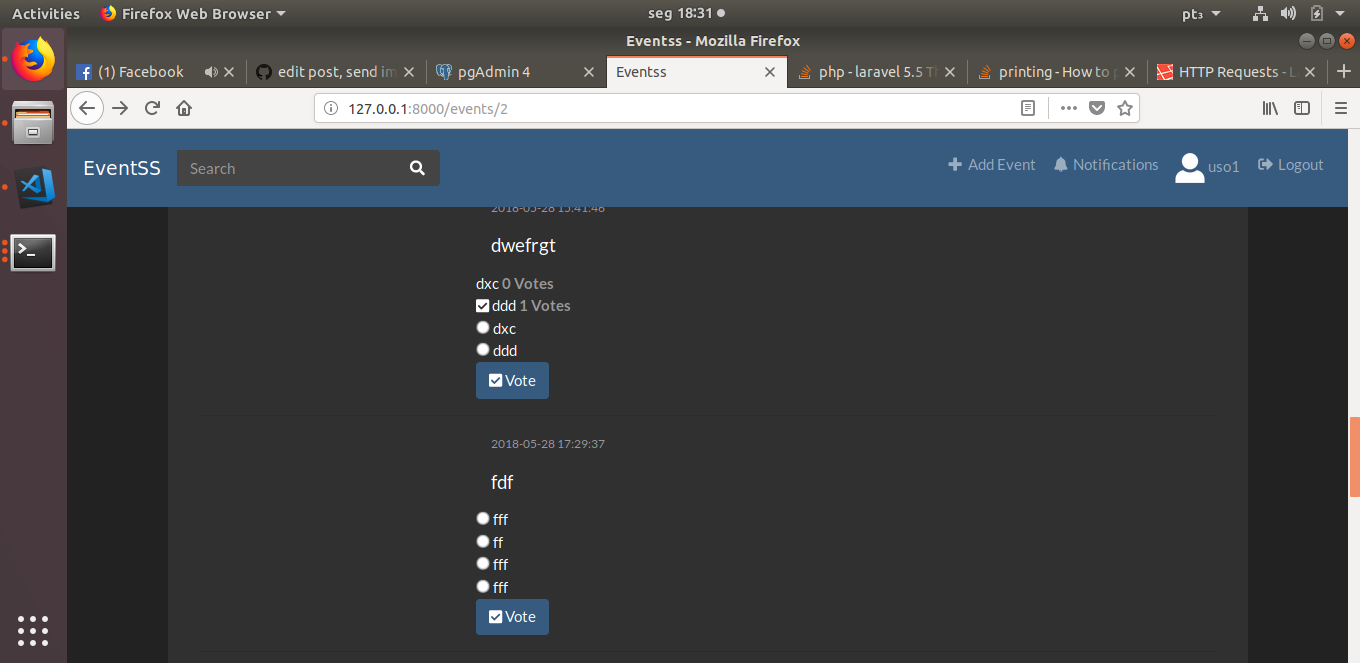 Activities Firefox Web Browser seg 18:31 pt₃
Eventss - Mozilla Firefox
(1) Facebook edit post, send im pgAdmin 4 Eventss php - laravel 5.5 T printing - How to p HTTP Requests - L
127.0.0.1:8000/events/2
EventSS Search Add Event Notifications uso1 Logout
2018-05-28 15:41:46
dwefrgt
dxc 0 Votes
ddd 1 Votes
dxc
ddd
Vote
2018-05-28 17:29:37
fdf
fff
ff
fff
fff
Vote